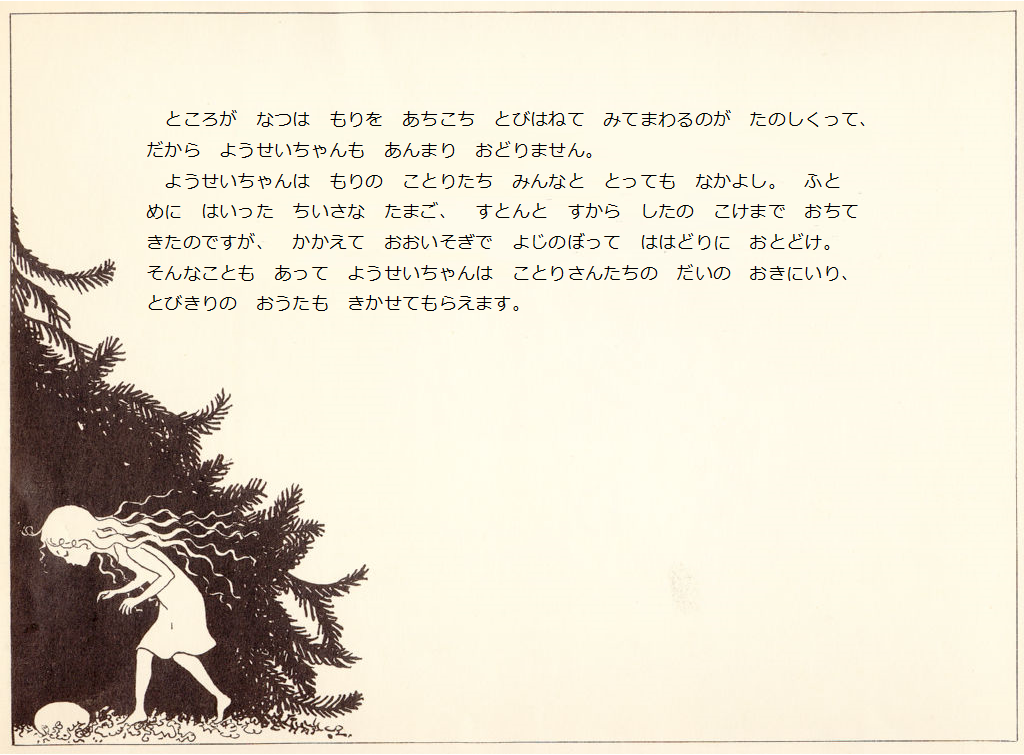 ところが　なつは　もりを　あちこち　とびはねて　みてまわるのが　たのしくって、
だから　ようせいちゃんも　あんまり　おどりません。
　ようせいちゃんは　もりの　ことりたち　みんなと　とっても　なかよし。　ふと
めに　はいった　ちいさな　たまご、　すとんと　すから　したの　こけまで　おちて
きたのですが、　かかえて　おおいそぎで　よじのぼって　ははどりに　おとどけ。
そんなことも　あって　ようせいちゃんは　ことりさんたちの　だいの　おきにいり、
とびきりの　おうたも　きかせてもらえます。